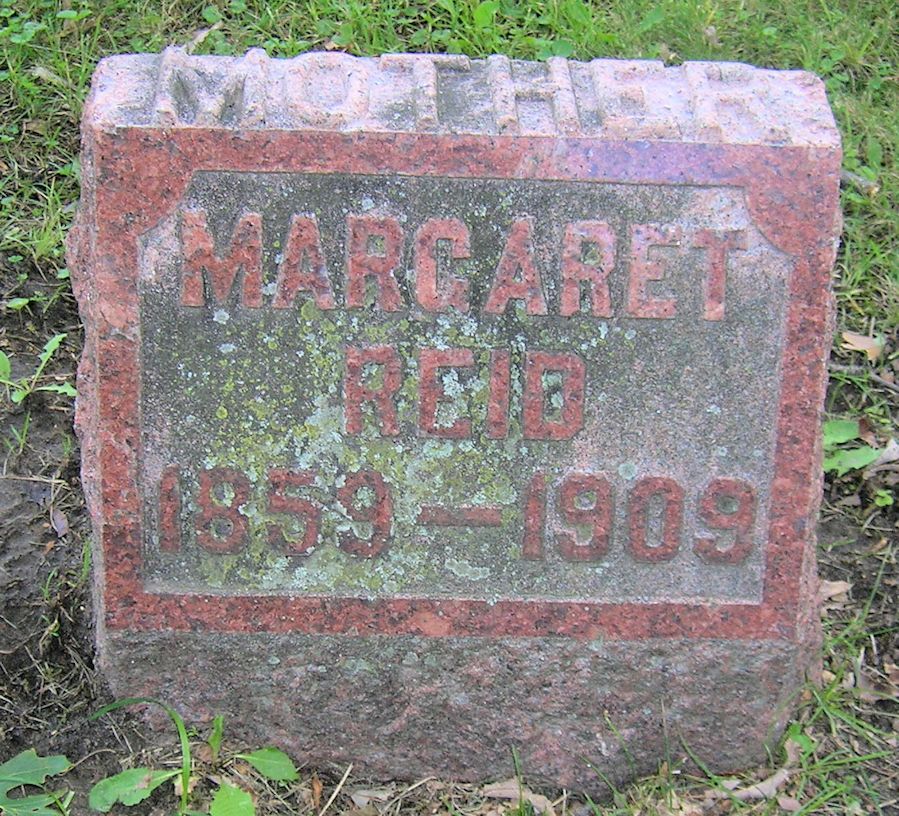 MOTHER
MARGARET
REID
1859—1909